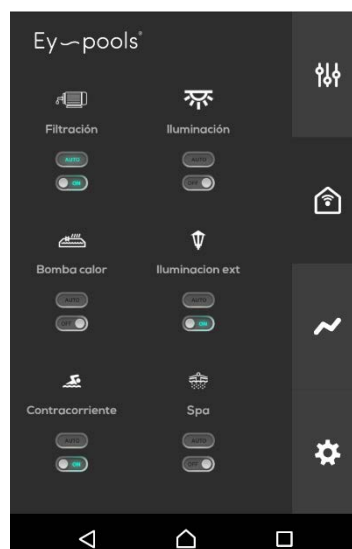 Ey-pools®
Filtración Iluminación
AUTO AUTO
ON OFF
Bomba calor Iluminacion ext
AUTO AUTO
OFF ON
Contracorriente Spa
AUTO AUTO
ON OFF